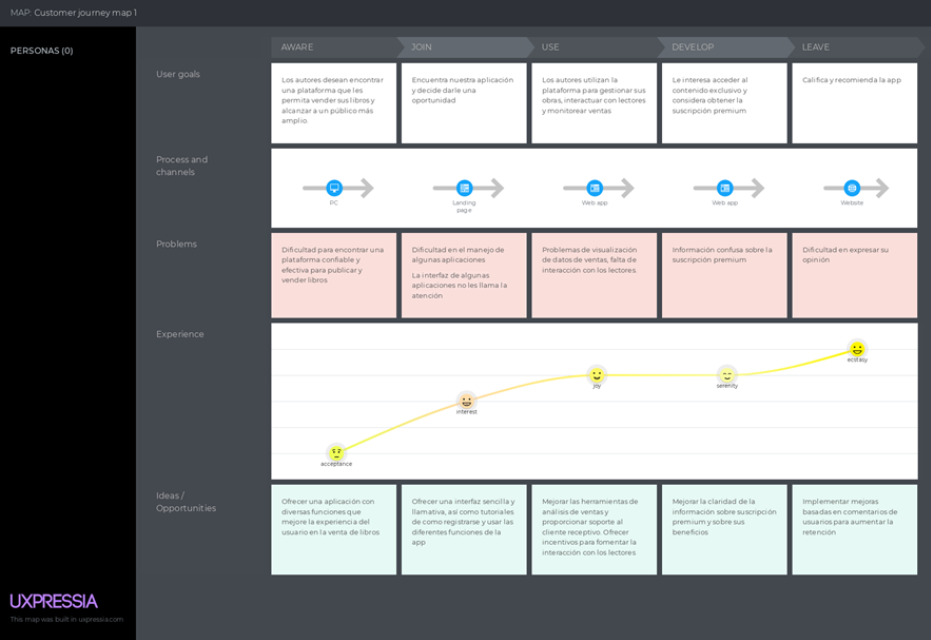 MAP: Customer journey map 1
PERSONAS (0)
AWARE
JOIN
USE
DEVELOP
LEAVE
User goals
Los autores desean encontrar
una plataforma que les
permita vender sus libros y
alcanzar a un público más
amplio.
Encuentra nuestra aplicación
y decide darle una
oportunidad
Los autores utilizan la
plataforma para gestionar sus
obras, interactuar con lectores
y monitorear ventas
Le interesa acceder al
contenido exclusivo y
considera obtener la
suscripción premium
Califica y recomienda la app
Process and
channels
PC
Lending
page
Web app
Web app
Website
Problems
Dificultad para encontrar una
plataforma confiable y
efectiva para publicar y
vender libros
Dificultad en el manejo de
algunas aplicaciones
La interfaz de algunas
aplicaciones no les llama la
atención
Problemas de visualización
de datos de ventas, falta de
interacción con los lectores.
Información confusa sobre la
suscripción premium
Dificultad en expresar su
opinión
Experience
acceptance
interest
joy
serenity
ecstasy
Ideas /
Opportunities
Ofrecer una aplicación con
diversas funciones que
mejore la experiencia del
usuario en la venta de libros
Ofrecer una interfaz sencilla y
llamativa, así como tutoriales
de como registrarse y usar las
diferentes funciones de la
app
Mejorar las herramientas de
análisis de ventas y
proporcionar soporte al
cliente receptivo. Ofrecer
incentivos para fomentar la
interacción con los lectores
Mejorar la claridad de la
información sobre suscripción
premium y sobre sus
beneficios
Implementar mejoras
basadas en comentarios de
usuarios para aumentar la
retención
UXPRESSIA
This map was built in uxpressia.com